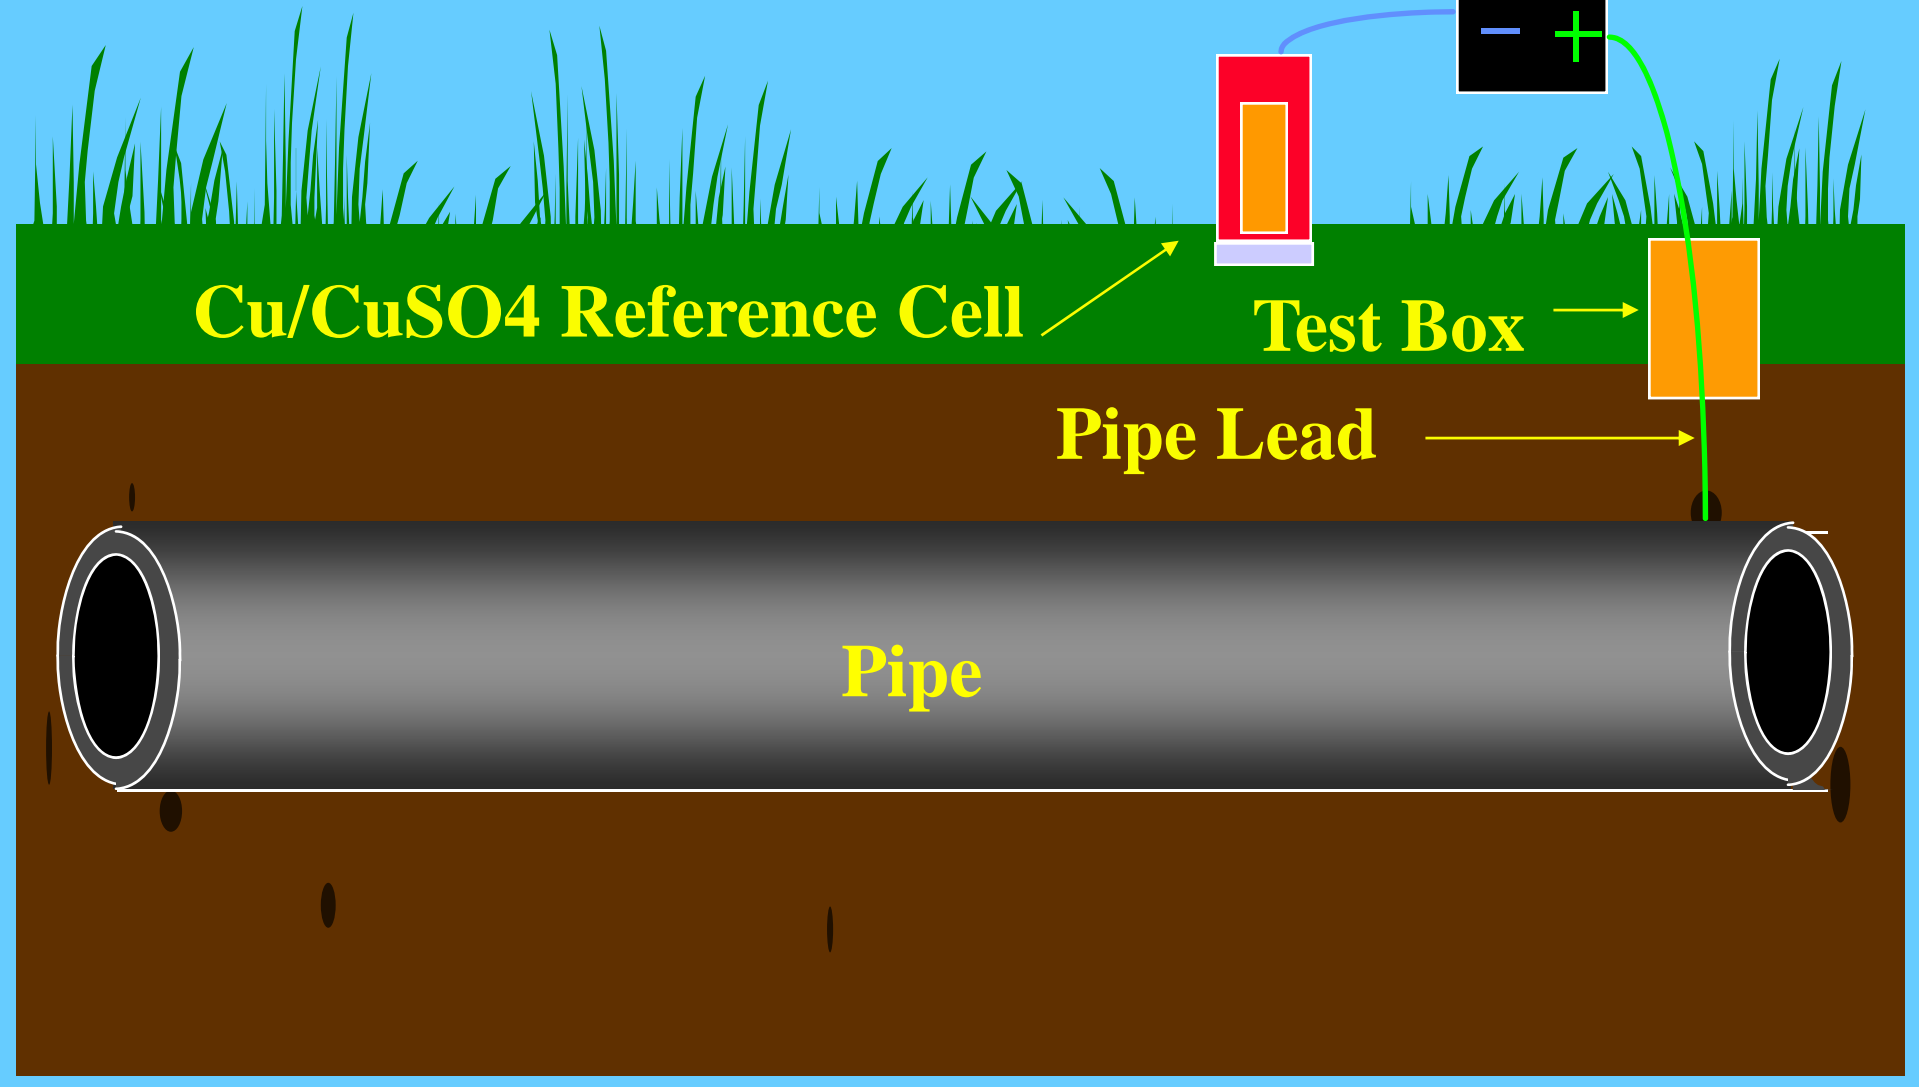 − +
Cu/CuSO4 Reference Cell
Test Box
Pipe Lead
Pipe